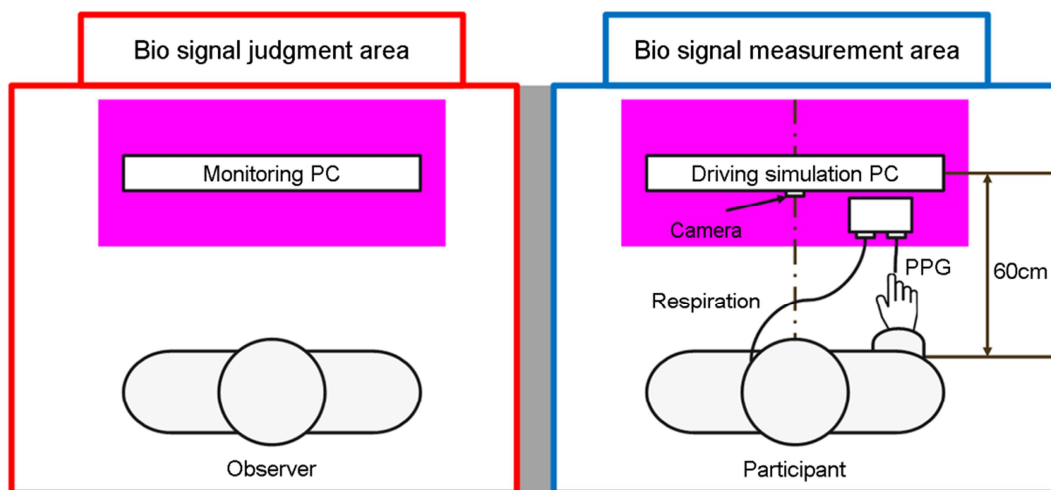 Bio signal judgment area
Bio signal measurement area
Monitoring PC
Driving simulation PC
Camera
PPG
60cm
Respiration
Observer
Participant